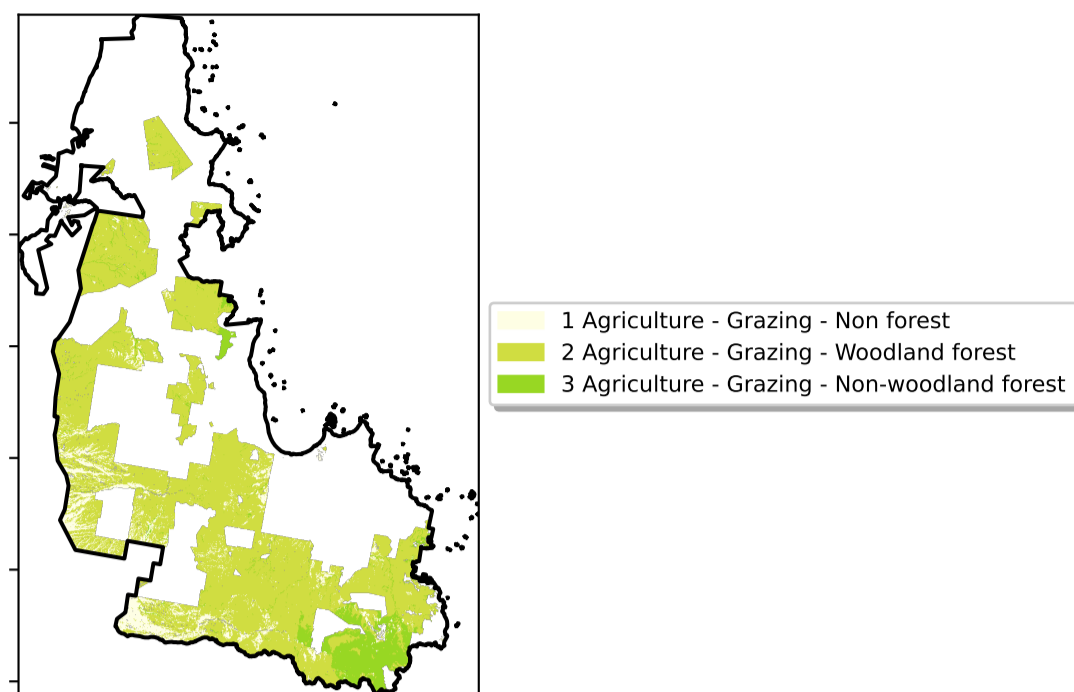 1 Agriculture - Grazing - Non forest
2 Agriculture - Grazing - Woodland forest
3 Agriculture - Grazing - Non-woodland forest